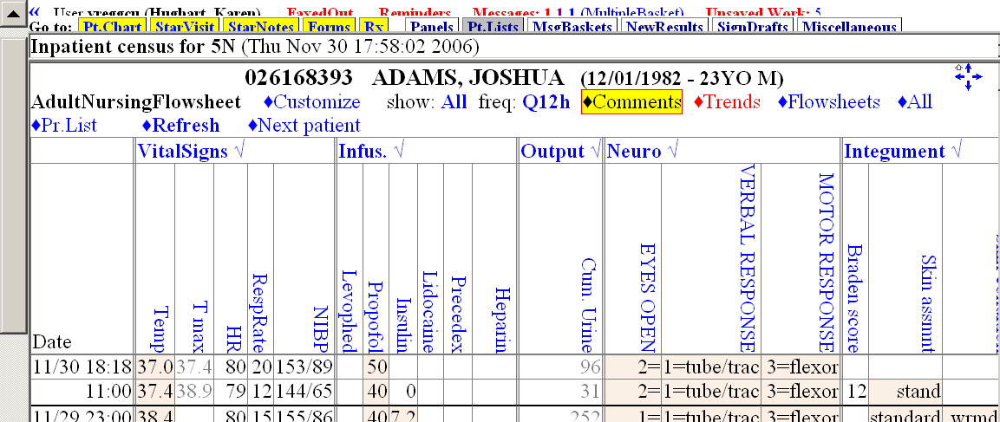 « User vreggcu (Hughart, Karen) FaxedOut Reminders Messages: 1 1 1 (MultipleBasket) Unsaved Work: 5
Go to: Pt.Chart StarVisit StarNotes Forms Rx Panels Pt.Lists MsgBaskets NewResults SignDrafts Miscellaneous
Inpatient census for 5N (Thu Nov 30 17:58:02 2006)
026168393 ADAMS, JOSHUA (12/01/1982 - 23YO M)
AdultNursingFlowsheet ♦Customize show: All freq: Q12h ♦Comments ♦Trends ♦Flowsheets ♦All
♦Pr.List ♦Refresh ♦Next patient
VitalSigns √ Infus. √ Output √ Neuro √ Integument √
Date Temp T max HR RespRate NIBP Levophed Propofol Insulin Lidocaine Precedex Heparin Cum. Urine EYES OPEN VERBAL RESPONSE MOTOR RESPONSE Braden score Skin assmnt
11/30 18:18 37.0 37.4 80 20 153/89 50 96 2= 1=tube/trac 3=flexor
11:00 37.4 38.9 79 12 144/65 40 0 31 2= 1=tube/trac 3=flexor 12 stand
11/29 23:00 38.4 80 15 155/86 40 7.2 252 1= 1=tube/trac 3=flexor standard wrmd